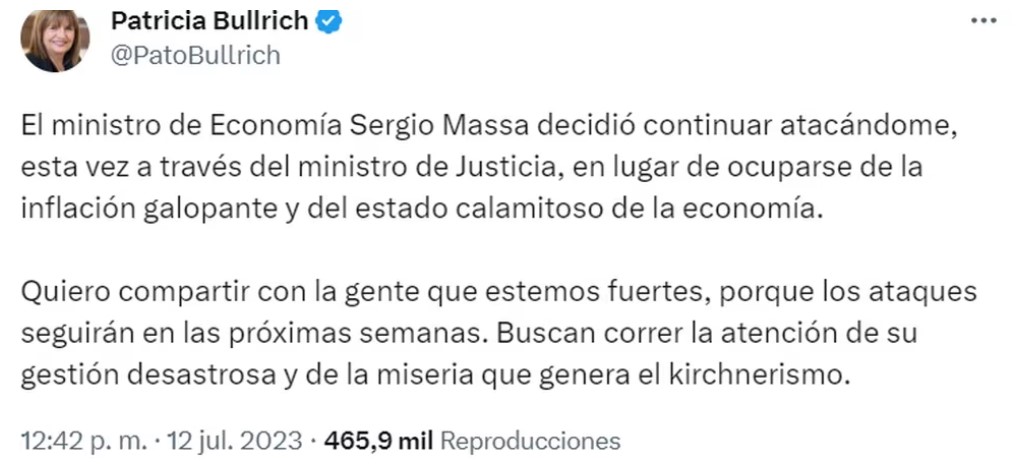 Patricia Bullrich
@PatoBullrich
El ministro de Economía Sergio Massa decidió continuar atacándome,
esta vez a través del ministro de Justicia, en lugar de ocuparse de la
inflación galopante y del estado calamitoso de la economía.
Quiero compartir con la gente que estemos fuertes, porque los ataques
seguirán en las próximas semanas. Buscan correr la atención de su
gestión desastrosa y de la miseria que genera el kirchnerismo.
12:42 p. m. · 12 jul. 2023 · 465,9 mil Reproducciones